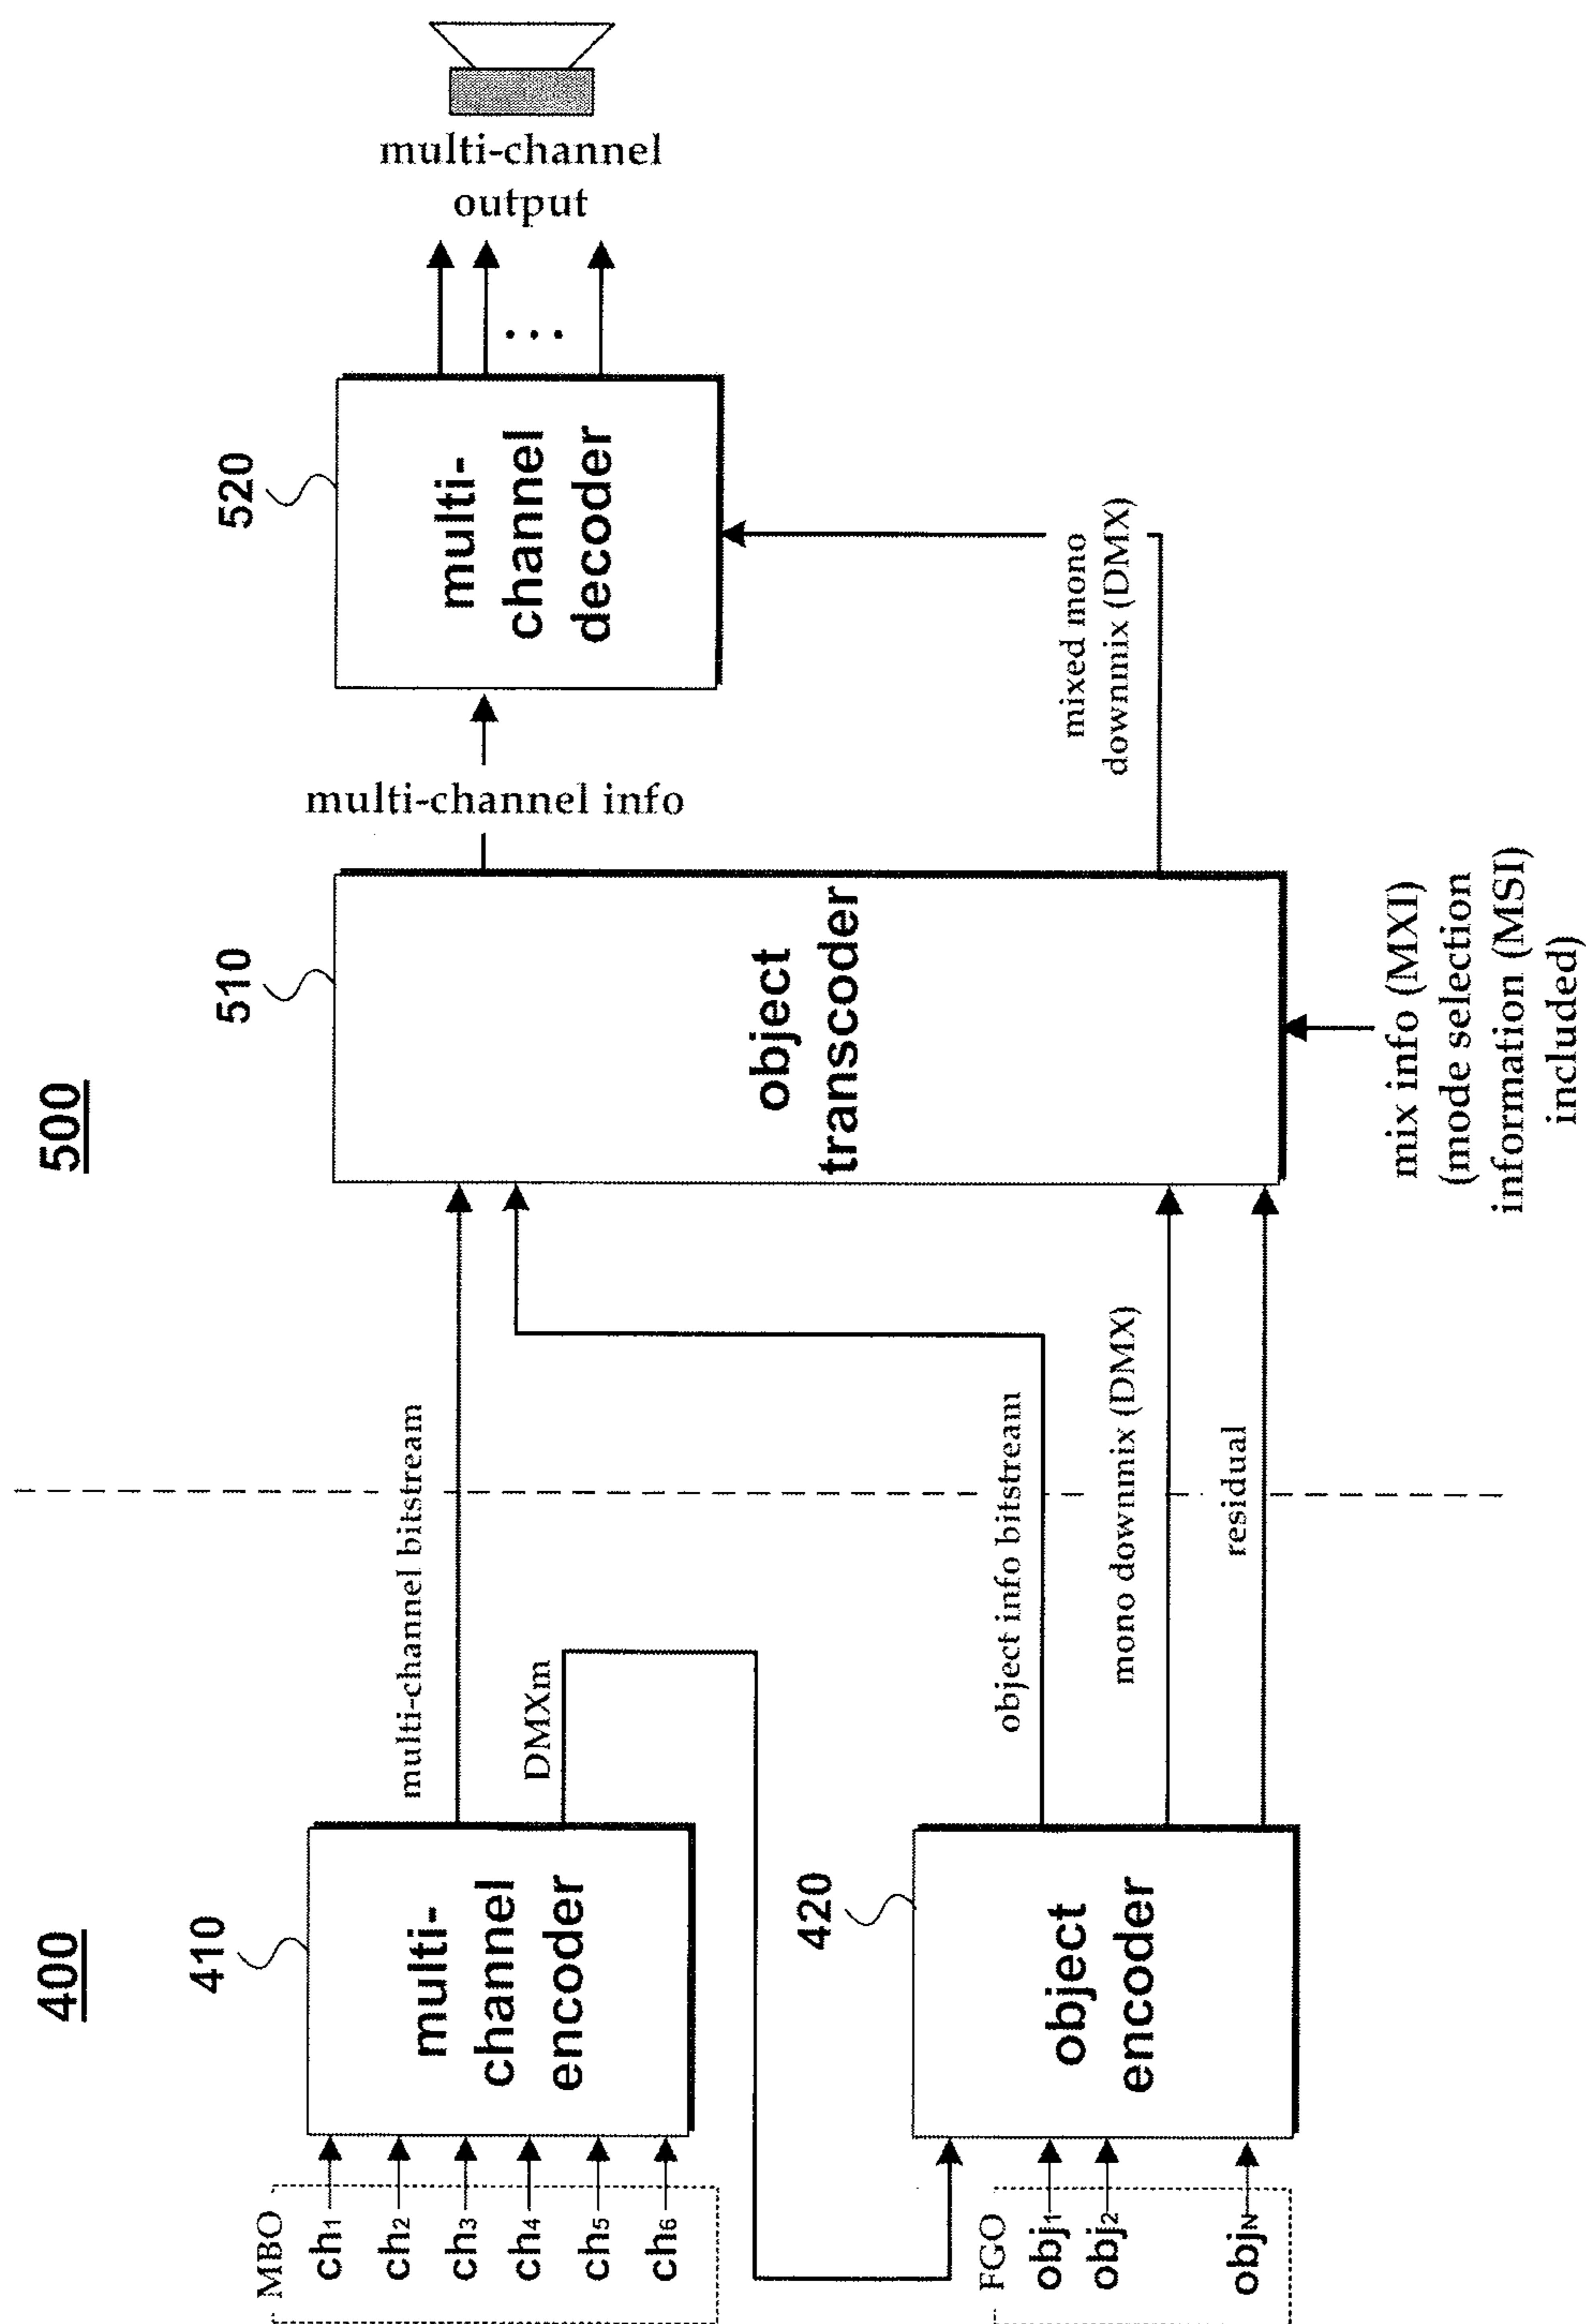 400
500
MBO
ch1
ch2
ch3
ch4
ch5
ch6
410
multi-
channel
encoder
multi-channel bitstream
DMXm
FGO
obj1
obj2
objN
420
object
encoder
object info bitstream
mono downmix (DMX)
residual
510
object
transcoder
mix info (MXI)
(mode selection
information (MSI)
included)
multi-channel info
mixed mono
downmix (DMX)
520
multi-
channel
decoder
...
multi-channel
output